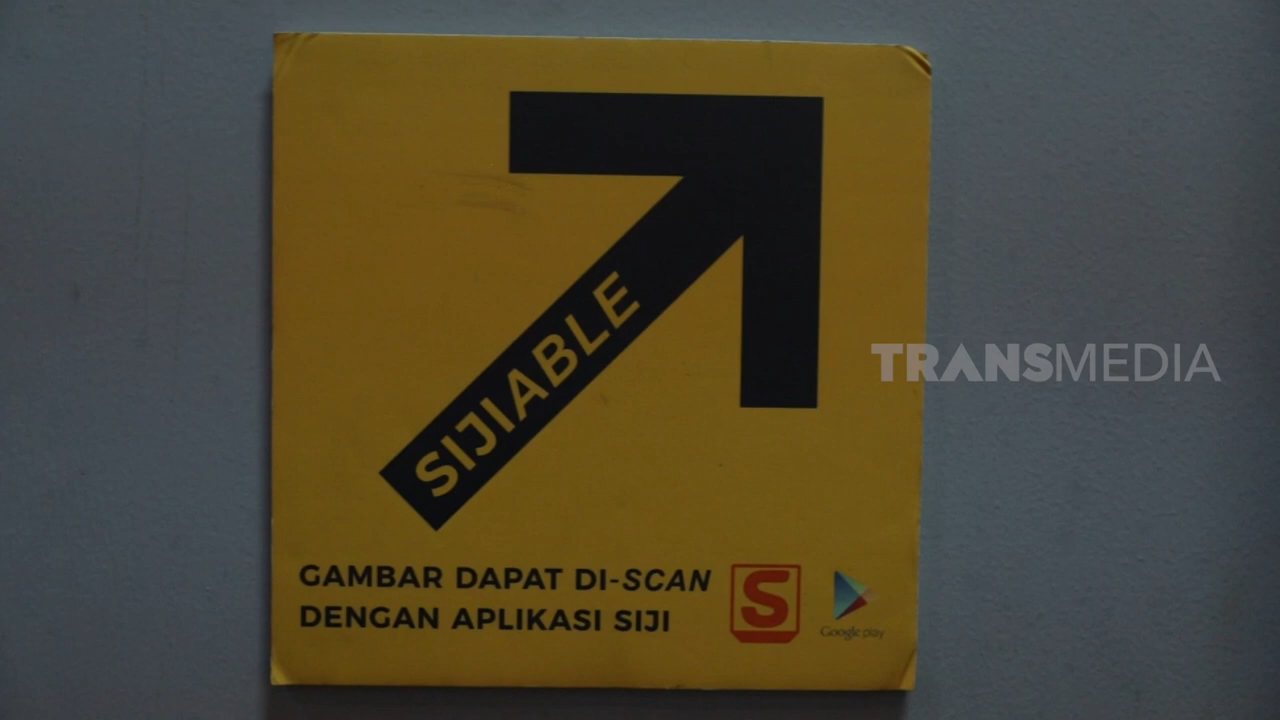 SIJIABLE
TRANSMEDIA
GAMBAR DAPAT DI-SCAN
DENGAN APLIKASI SIJI
S
Google play